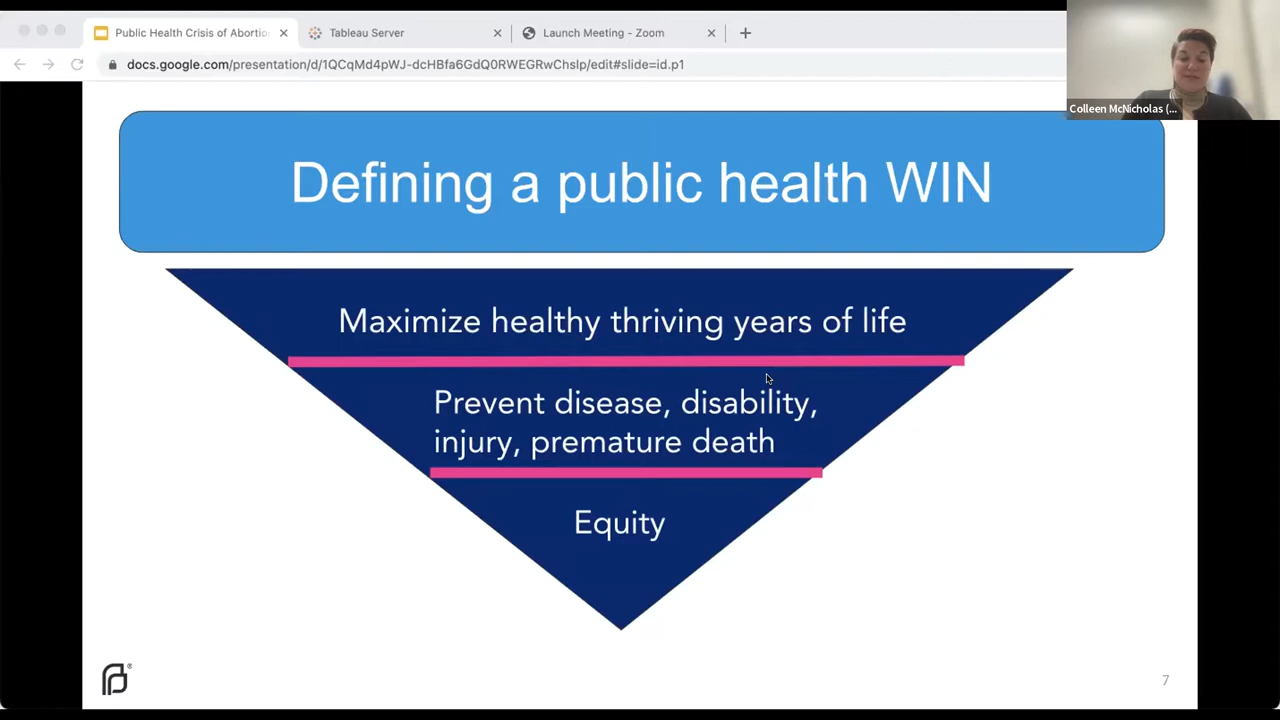 Public Health Crisis of Abortio
Tableau Server
Launch Meeting - Zoom
docs.google.com/presentation/d/1QCqMd4pWJ-dcHBfa6GdQ0RWEGRwChslp/edit#slide=id.p1
Colleen McNicholas (...
Defining a public health WIN
Maximize healthy thriving years of life
Prevent disease, disability,
injury, premature death
Equity
7